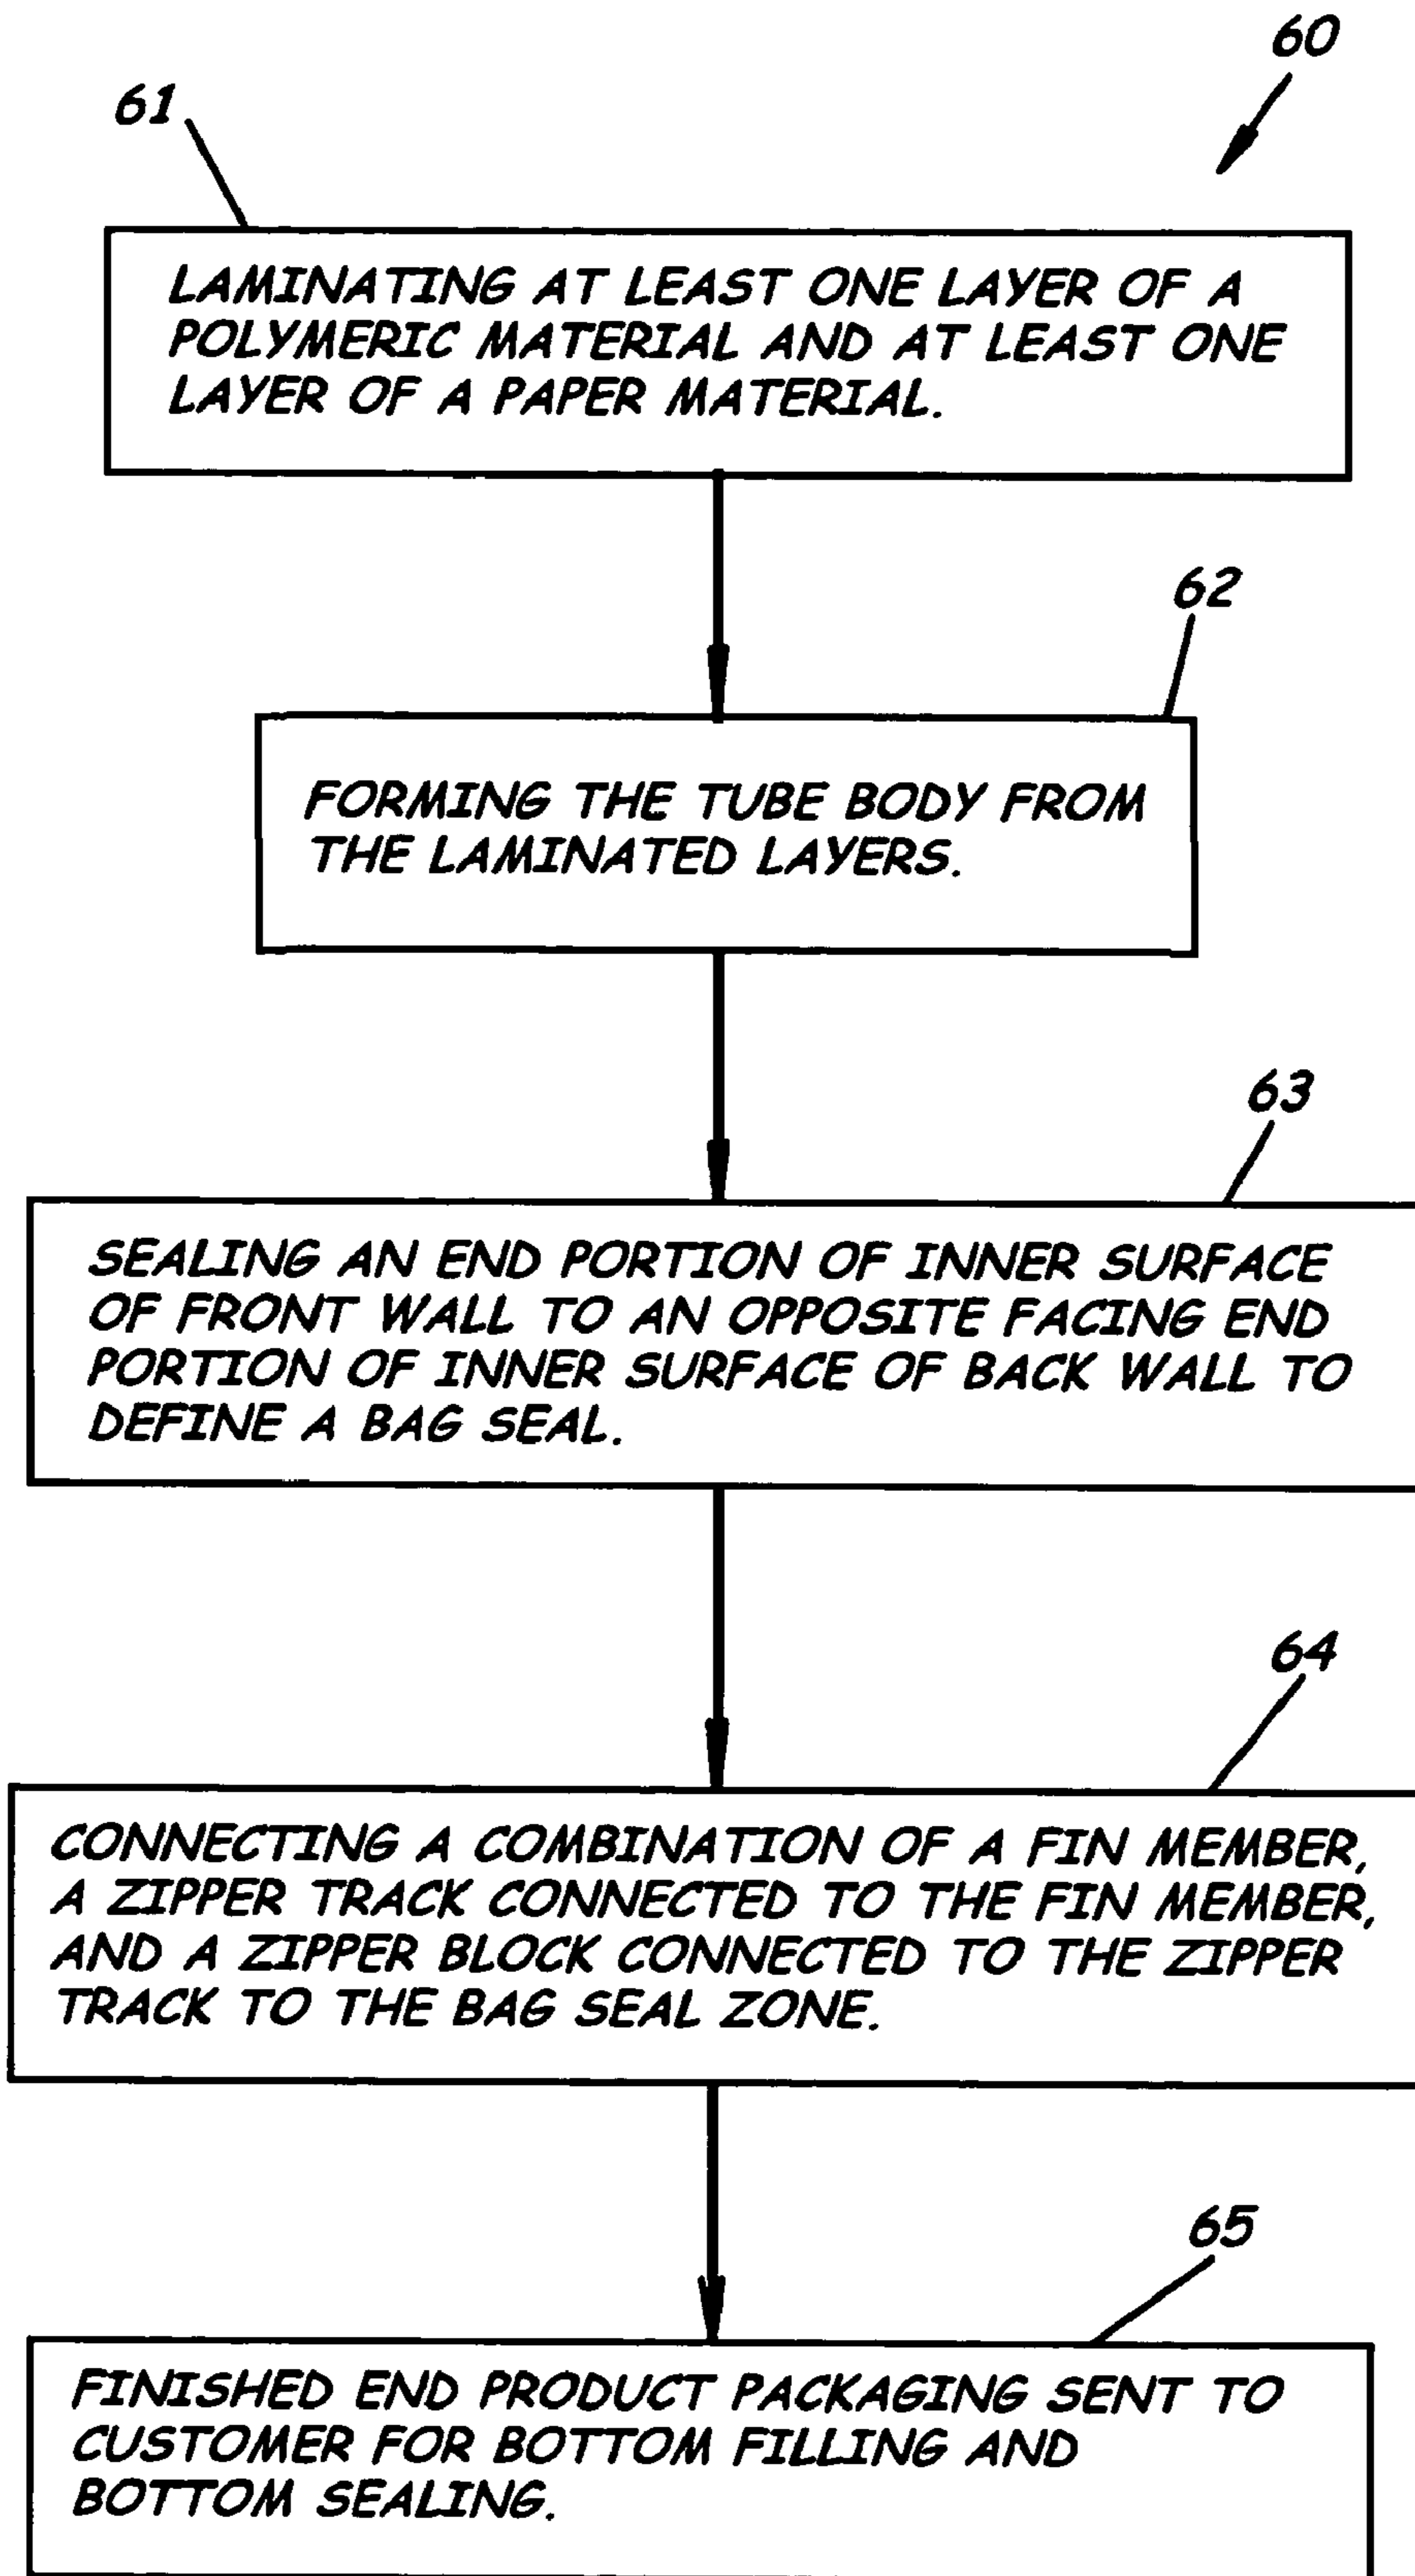 60
61
LAMINATING AT LEAST ONE LAYER OF A
POLYMERIC MATERIAL AND AT LEAST ONE
LAYER OF A PAPER MATERIAL.
62
FORMING THE TUBE BODY FROM
THE LAMINATED LAYERS.
63
SEALING AN END PORTION OF INNER SURFACE
OF FRONT WALL TO AN OPPOSITE FACING END
PORTION OF INNER SURFACE OF BACK WALL TO
DEFINE A BAG SEAL.
64
CONNECTING A COMBINATION OF A FIN MEMBER,
A ZIPPER TRACK CONNECTED TO THE FIN MEMBER,
AND A ZIPPER BLOCK CONNECTED TO THE ZIPPER
TRACK TO THE BAG SEAL ZONE.
65
FINISHED END PRODUCT PACKAGING SENT TO
CUSTOMER FOR BOTTOM FILLING AND
BOTTOM SEALING.